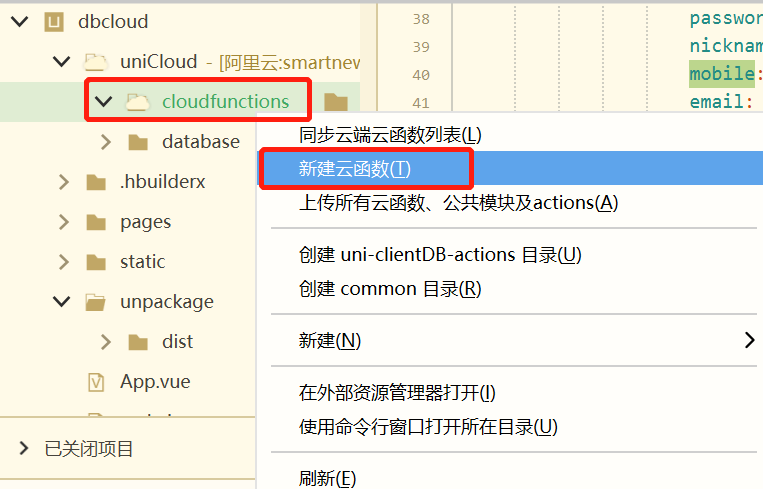 dbcloud
uniCloud - [阿里云:smartnew
cloudfunctions
database
.hbuilderx
pages
static
unpackage
dist
App.vue
已关闭项目
38 passwor
39 nicknam
40 mobile:
41 email:
同步云端云函数列表(L)
新建云函数(T)
上传所有云函数、公共模块及actions(A)
创建 uni-clientDB-actions 目录(U)
创建 common 目录(R)
新建(N)
在外部资源管理器打开(I)
使用命令行窗口打开所在目录(U)
刷新(E)